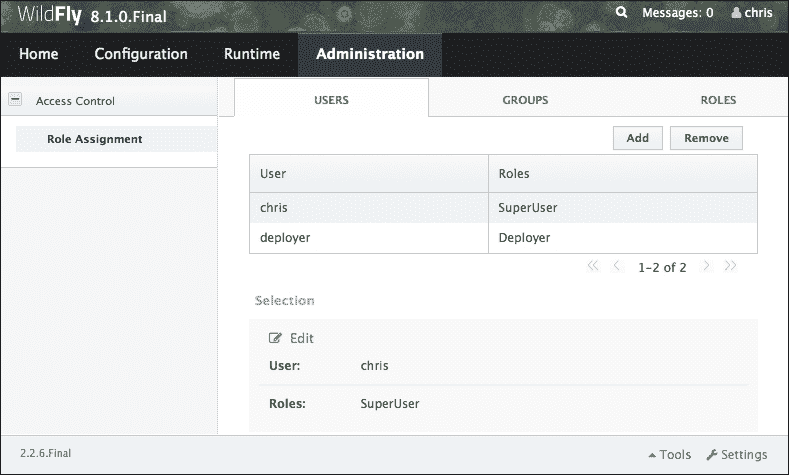 WildFly 8.1.0.Final Messages: 0 chris
Home Configuration Runtime Administration
Access Control
Role Assignment
USERS GROUPS ROLES
Add Remove
User Roles
chris SuperUser
deployer Deployer
1-2 of 2
Selection
Edit
User: chris
Roles: SuperUser
2.2.6.Final Tools Settings